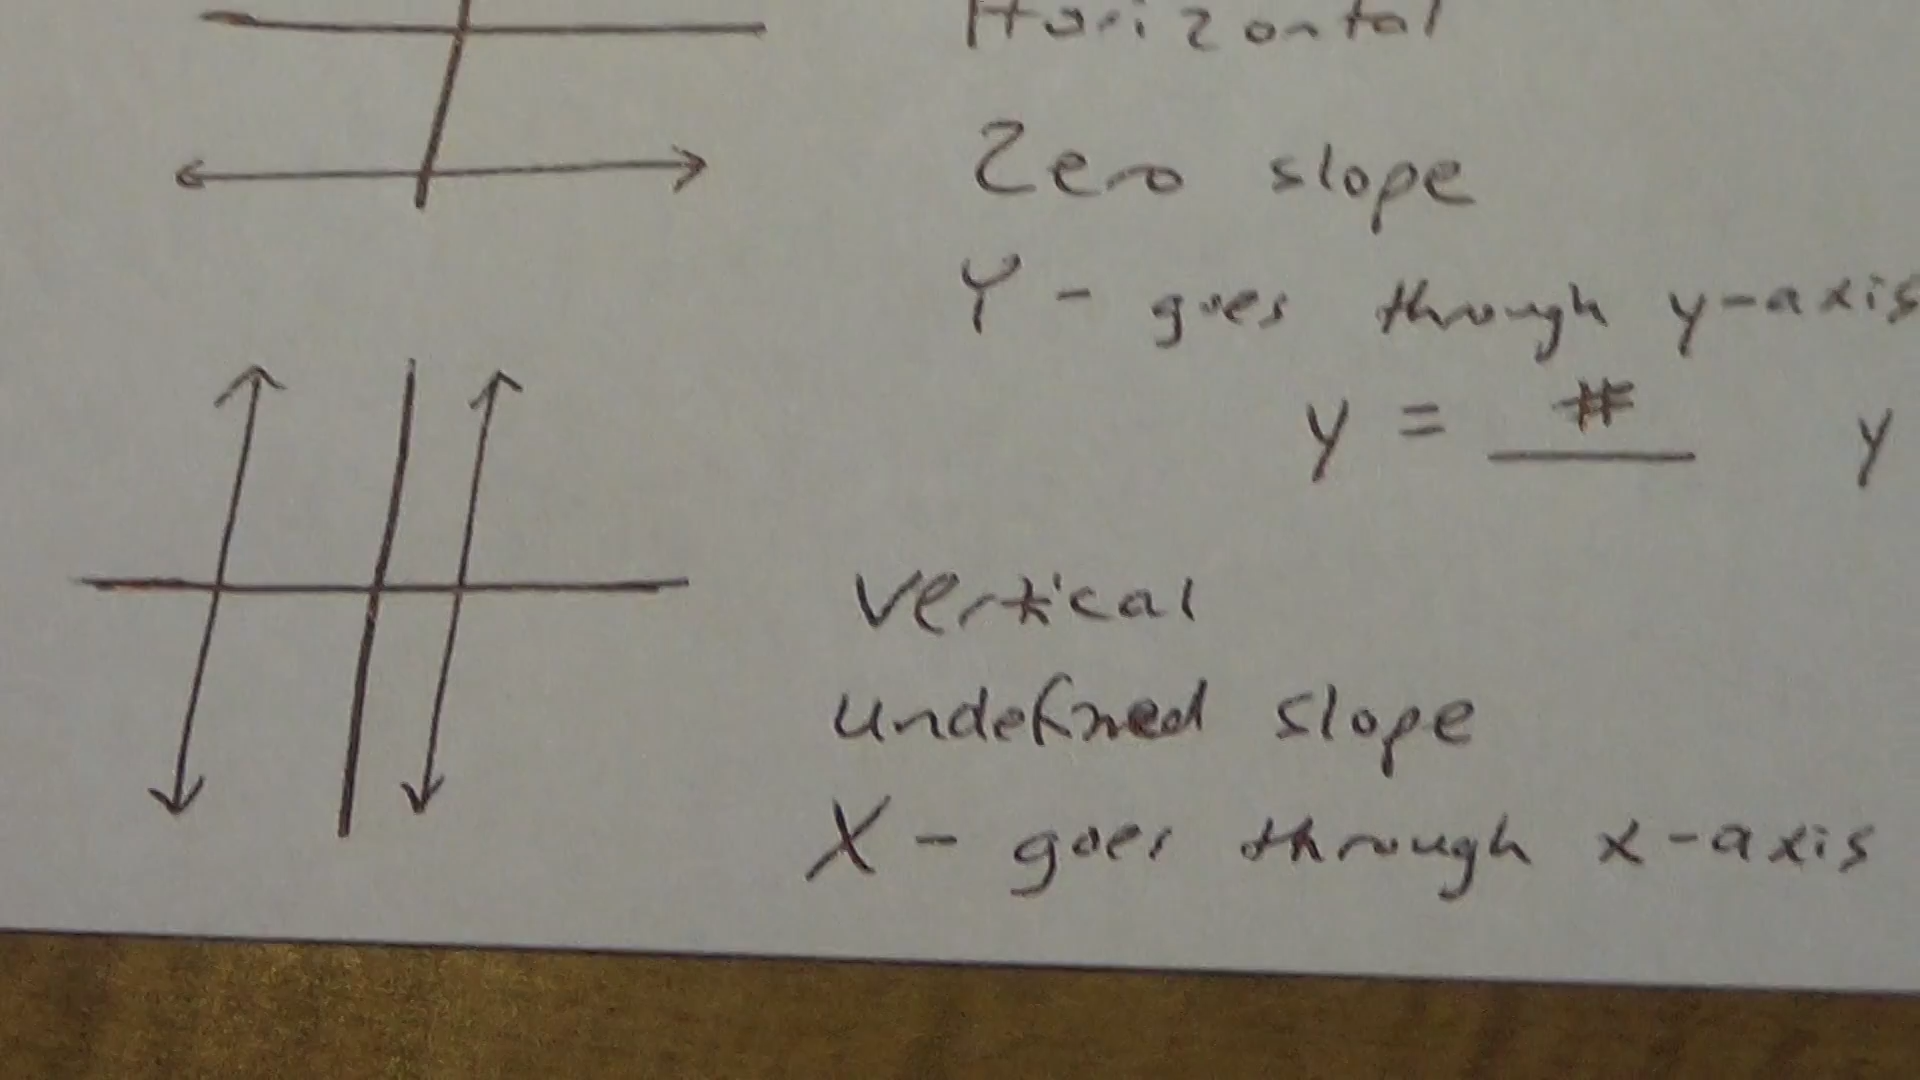 Horizontal
Zero slope
Y - goes through y-axis
y = # y
Vertical
undefined slope
X - goes through x-axis